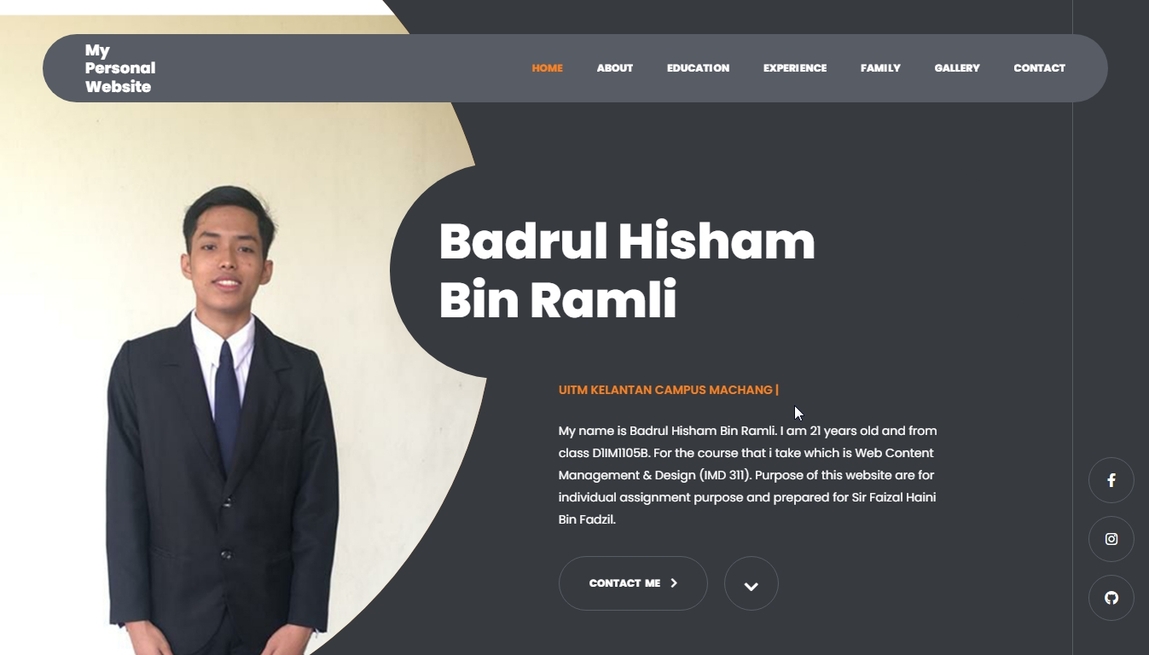 My
Personal
Website
HOME ABOUT EDUCATION EXPERIENCE FAMILY GALLERY CONTACT
Badrul Hisham
Bin Ramli
UITM KELANTAN CAMPUS MACHANG |
My name is Badrul Hisham Bin Ramli. I am 21 years old and from
class D1IM1105B. For the course that i take which is Web Content
Management & Design (IMD 311). Purpose of this website are for
individual assignment purpose and prepared for Sir Faizal Haini
Bin Fadzil.
CONTACT ME